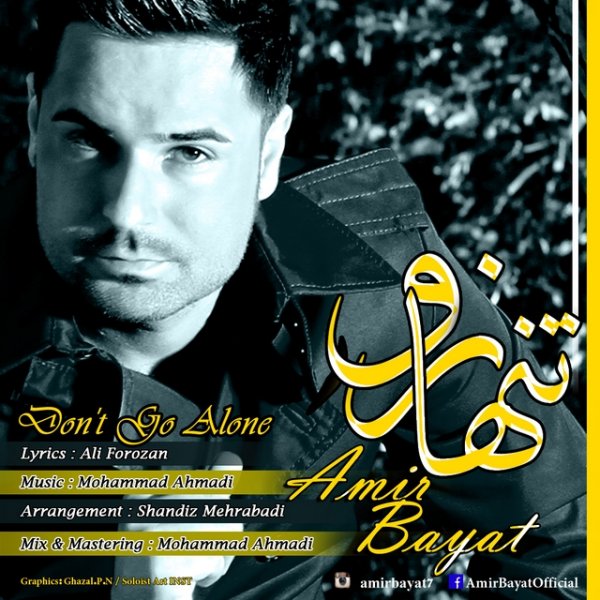 تنها نرو
Don't Go Alone
Lyrics : Ali Forozan
Music : Mohammad Ahmadi
Arrangement : Shandiz Mehrabadi
Mix & Mastering : Mohammad Ahmadi
Amir
Bayat
Graphics: Ghazal.P.N / Soloist Art INST
amirbayat7
f AmirBayatOfficial